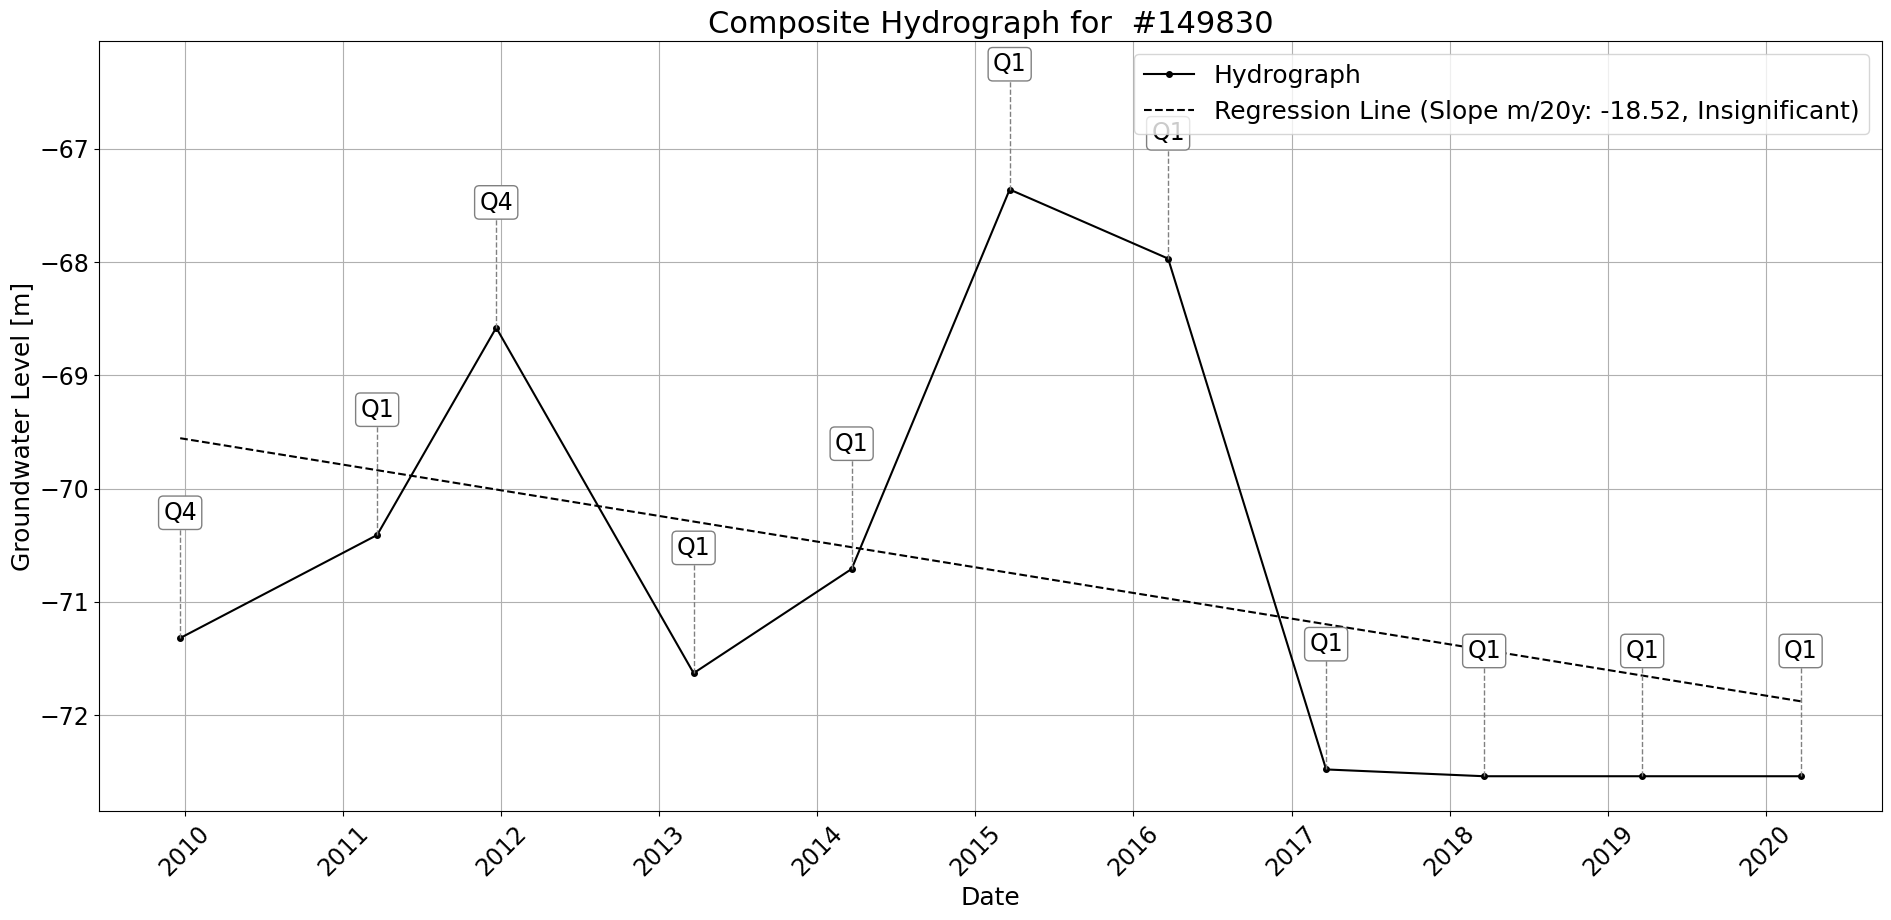 Composite Hydrograph for  #149830
Q1
Hydrograph
Regression Line (Slope m/20y: -18.52, Insignificant)
Q1
−67
Q4
−68
−69
Q1
Q1
−70
Q4
Q1
−71
Q1
Q1
Q1
Q1
−72
Groundwater Level [m]
2010
2011
2012
2013
2014
2015
2016
2017
2018
2019
2020
Date